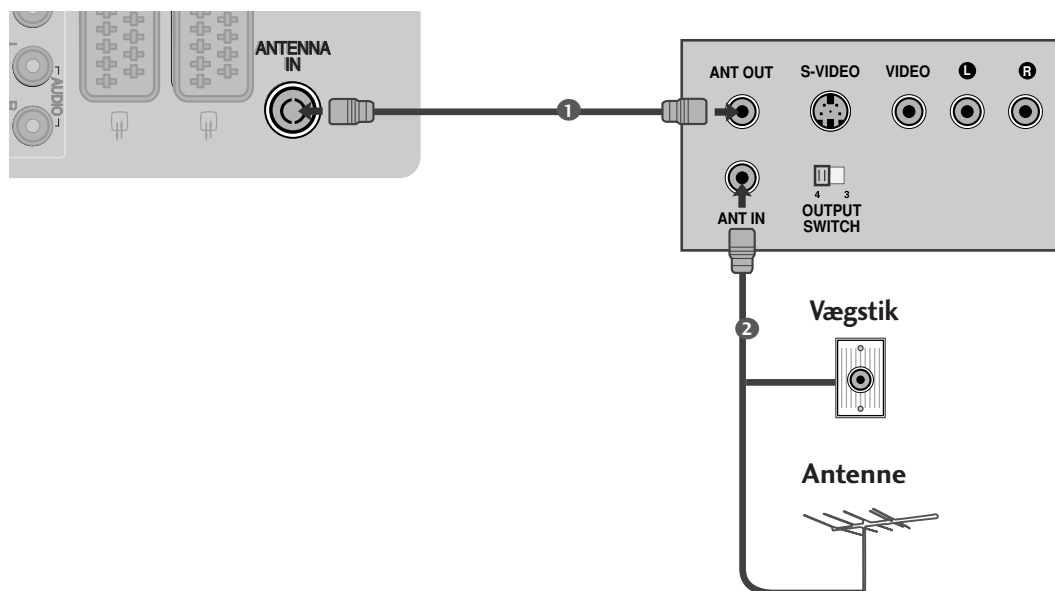 ANTENNA
IN
AUDIO
R
1
ANT OUT
S-VIDEO
VIDEO
L
R
ANT IN
4 3
OUTPUT
SWITCH
2
Vægstik
Antenne